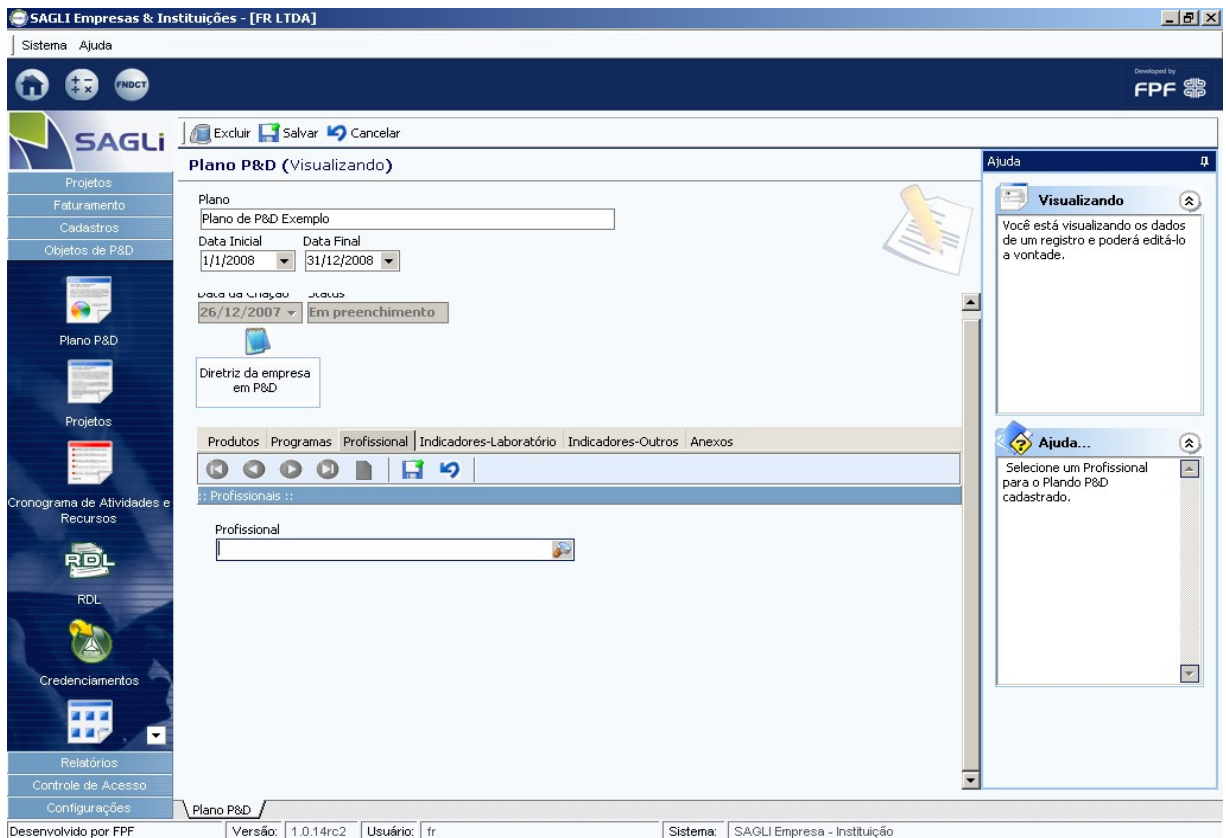 SAGLI Empresas & Instituições - [FR LTDA]
Sistema Ajuda
FNDCT
Developed by
FPF
SAGLi
Excluir Salvar Cancelar
Plano P&D (Visualizando)
Ajuda
Projetos
Faturamento
Cadastros
Objetos de P&D
Plano P&D
Projetos
Cronograma de Atividades e
Recursos
RDL
RDL
Credenciamentos
Relatórios
Controle de Acesso
Configurações
Plano
Plano de P&D Exemplo
Data Inicial Data Final
1/1/2008 31/12/2008
Data da Criação Status
26/12/2007 Em preenchimento
Diretriz da empresa
em P&D
Produtos Programas Profissional Indicadores-Laboratório Indicadores-Outros Anexos
:: Profissionais ::
Profissional
Visualizando
Você está visualizando os dados
de um registro e poderá editá-lo
a vontade.
Ajuda...
Selecione um Profissional
para o Plando P&D
cadastrado.
Plano P&D
Desenvolvido por FPF Versão: 1.0.14rc2 Usuário: fr Sistema: SAGLI Empresa - Instituição